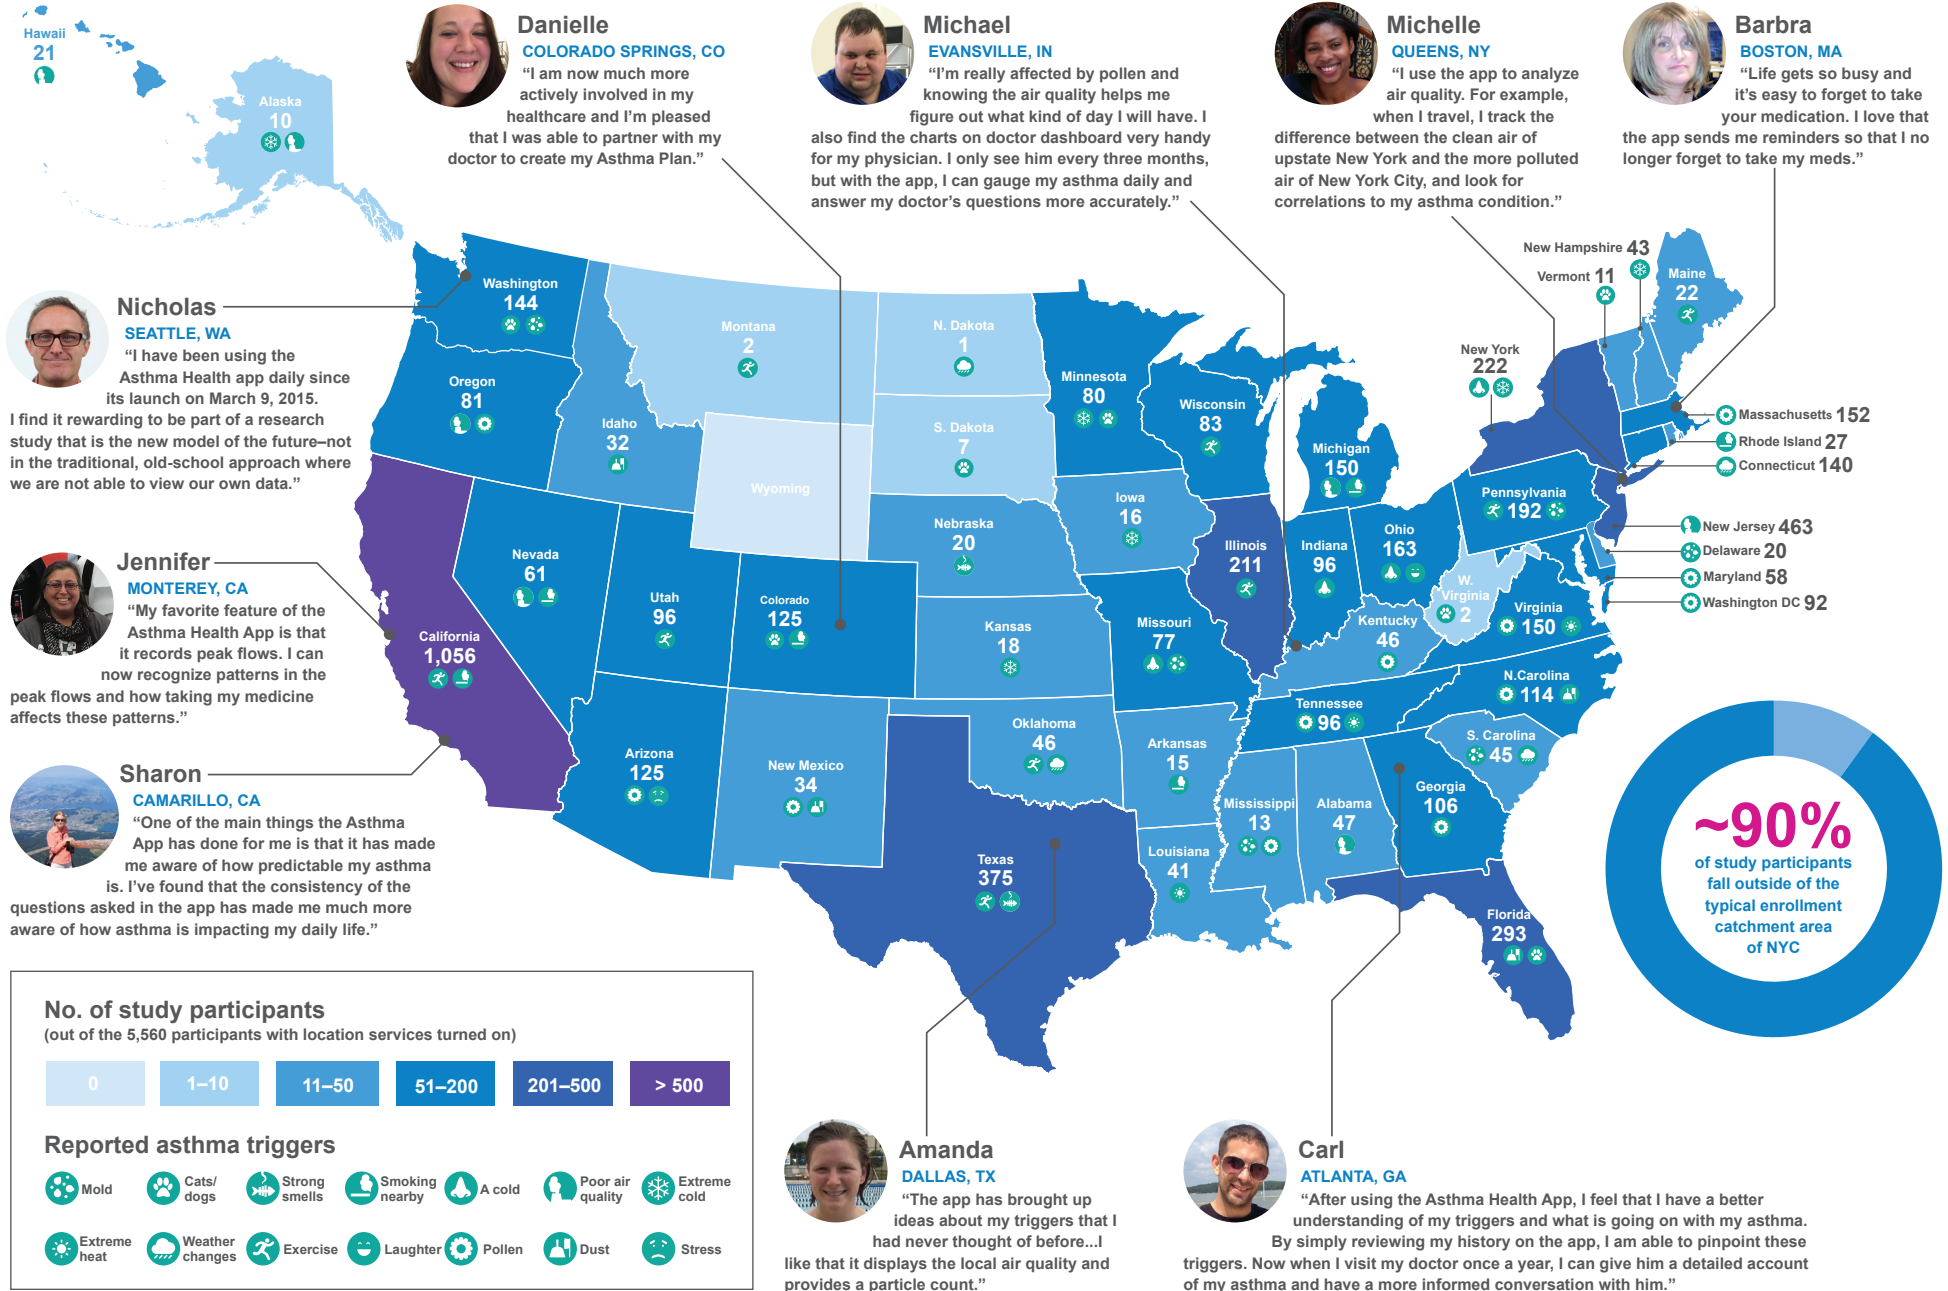 Hawaii
21
Alaska
10
Danielle
COLORADO SPRINGS, CO
“I am now much more
actively involved in my
healthcare and I’m pleased
that I was able to partner with my
doctor to create my Asthma Plan.”
Michael
EVANSVILLE, IN
“I’m really affected by pollen and
knowing the air quality helps me
figure out what kind of day I will have. I
also find the charts on doctor dashboard very handy
for my physician. I only see him every three months,
but with the app, I can gauge my asthma daily and
answer my doctor’s questions more accurately.”
Michelle
QUEENS, NY
“I use the app to analyze
air quality. For example,
when I travel, I track the
difference between the clean air of
upstate New York and the more polluted
air of New York City, and look for
correlations to my asthma condition.”
Barbra
BOSTON, MA
“Life gets so busy and
it’s easy to forget to take
your medication. I love that
the app sends me reminders so that I no
longer forget to take my meds.”
Nicholas
SEATTLE, WA
“I have been using the
Asthma Health app daily since
its launch on March 9, 2015.
I find it rewarding to be part of a research
study that is the new model of the future–not
in the traditional, old-school approach where
we are not able to view our own data.”
Jennifer
MONTEREY, CA
“My favorite feature of the
Asthma Health App is that
it records peak flows. I can
now recognize patterns in the
peak flows and how taking my medicine
affects these patterns.”
Sharon
CAMARILLO, CA
“One of the main things the Asthma
App has done for me is that it has made
me aware of how predictable my asthma
is. I’ve found that the consistency of the
questions asked in the app has made me much more
aware of how asthma is impacting my daily life.”
Washington
144
Oregon
81
California
1,056
Nevada
61
Idaho
32
Montana
2
Wyoming
Utah
96
Colorado
125
Arizona
125
New Mexico
34
N. Dakota
1
S. Dakota
7
Nebraska
20
Kansas
18
Oklahoma
46
Texas
375
Minnesota
80
Iowa
16
Missouri
77
Arkansas
15
Louisiana
41
Wisconsin
83
Illinois
211
Michigan
150
Indiana
96
Ohio
163
Kentucky
46
Tennessee
96
Mississippi
13
Alabama
47
Georgia
106
Florida
293
S. Carolina
45
N.Carolina
114
Virginia
150
W.
Virginia
2
Pennsylvania
192
New York
222
Vermont 11
New Hampshire 43
Maine
22
Massachusetts 152
Rhode Island 27
Connecticut 140
New Jersey 463
Delaware 20
Maryland 58
Washington DC 92
~90%
of study participants
fall outside of the
typical enrollment
catchment area
of NYC
No. of study participants
(out of the 5,560 participants with location services turned on)
0
1–10
11–50
51–200
201–500
> 500
Reported asthma triggers
Mold
Cats/
dogs
Strong
smells
Smoking
nearby
A cold
Poor air
quality
Extreme
cold
Extreme
heat
Weather
changes
Exercise
Laughter
Pollen
Dust
Stress
Amanda
DALLAS, TX
“The app has brought up
ideas about my triggers that I
had never thought of before...I
like that it displays the local air quality and
provides a particle count.”
Carl
ATLANTA, GA
“After using the Asthma Health App, I feel that I have a better
understanding of my triggers and what is going on with my asthma.
By simply reviewing my history on the app, I am able to pinpoint these
triggers. Now when I visit my doctor once a year, I can give him a detailed account
of my asthma and have a more informed conversation with him.”